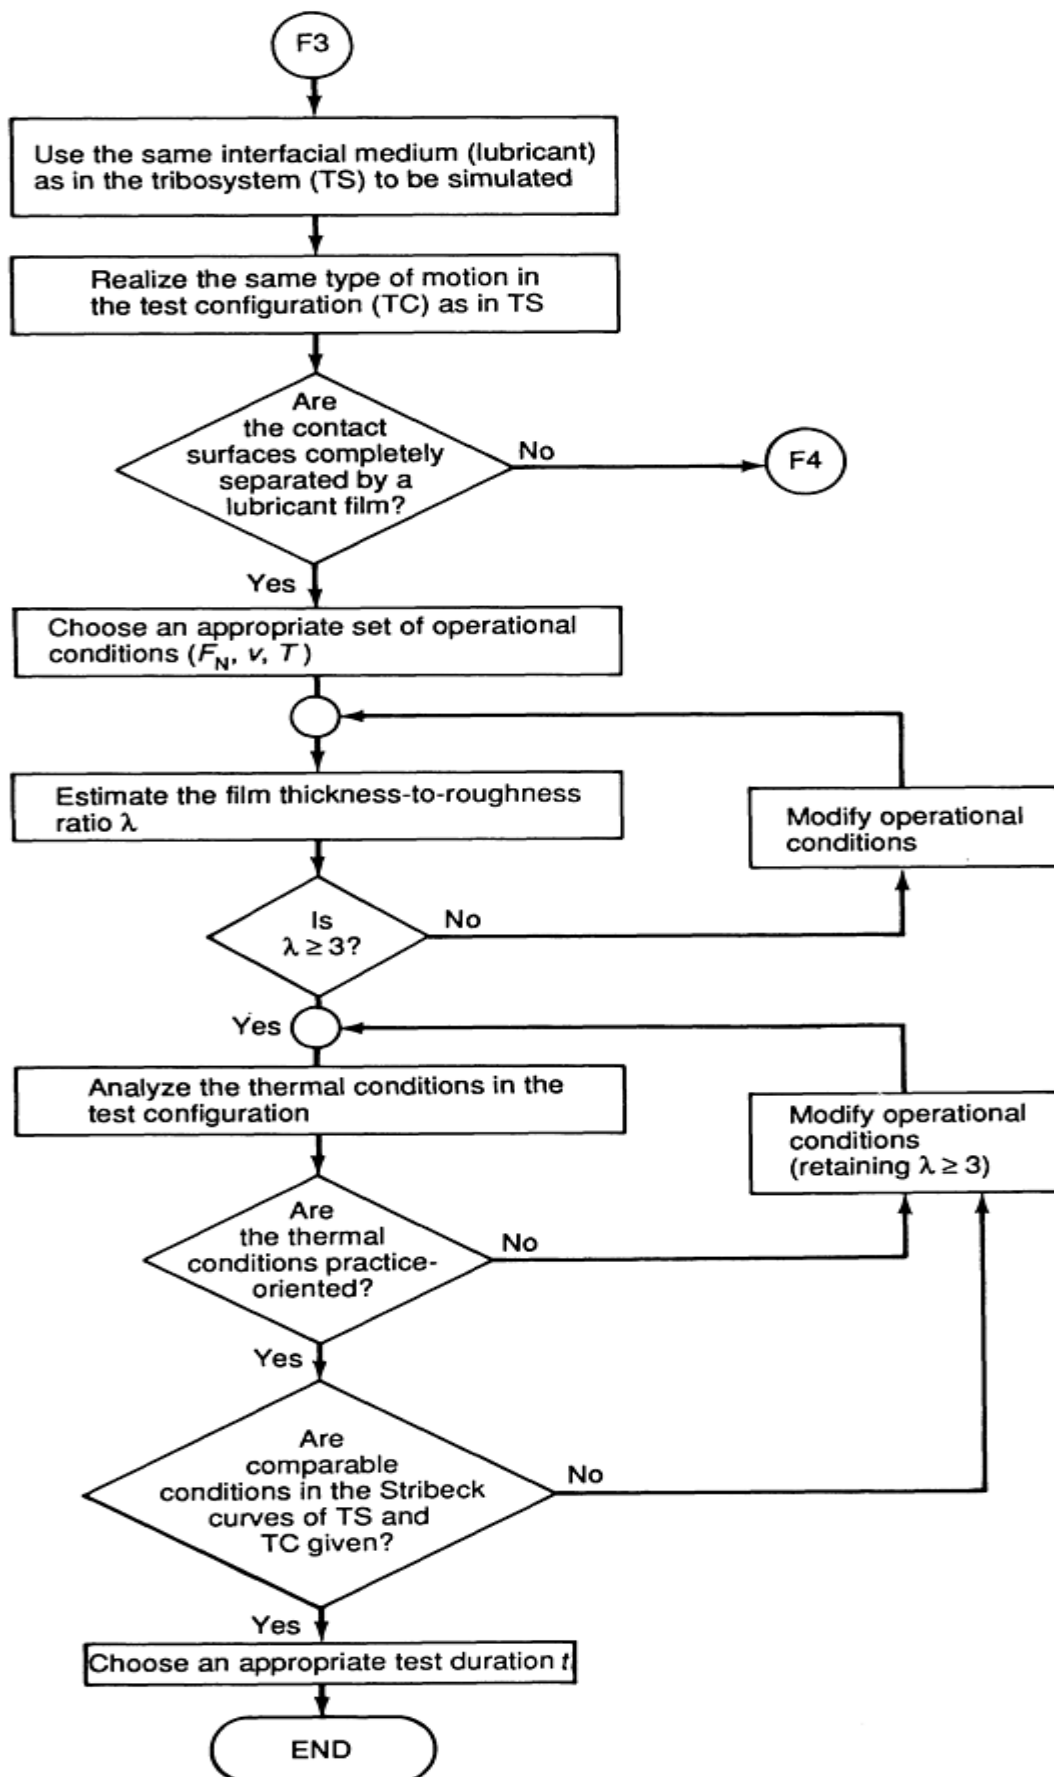 F3
Use the same interfacial medium (lubricant)
as in the tribosystem (TS) to be simulated
Realize the same type of motion in
the test configuration (TC) as in TS
Are
the contact
surfaces completely
separated by a
lubricant film?
No
F4
Yes
Choose an appropriate set of operational
conditions (F_N, v, T)
Estimate the film thickness-to-roughness
ratio λ
Modify operational
conditions
Is
λ ≥ 3?
No
Yes
Analyze the thermal conditions in the
test configuration
Modify operational
conditions
(retaining λ ≥ 3)
Are
the thermal
conditions practice-
oriented?
No
Yes
Are
comparable
conditions in the Stribeck
curves of TS and
TC given?
No
Yes
Choose an appropriate test duration t
END